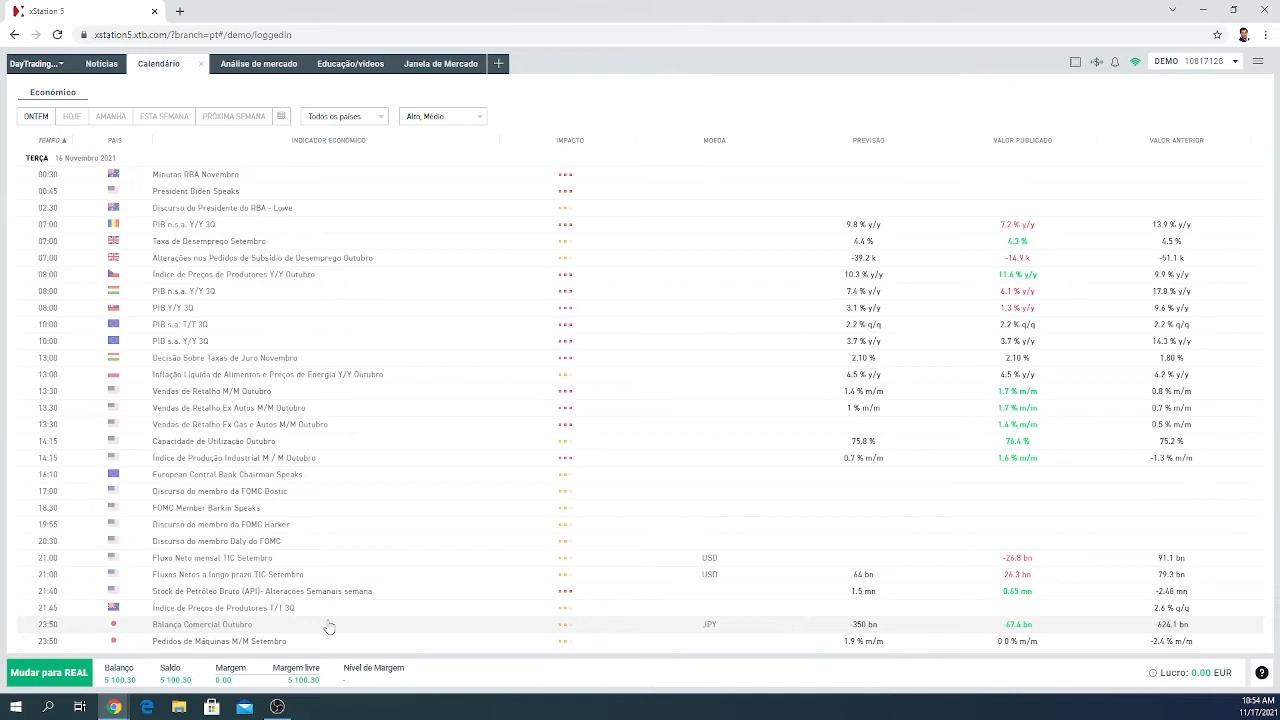 xStation 5
xstation5.xtb.com/?branch=pt#/demo/loggedIn
DayTrading... Notícias Calendário Análise de mercado Educação/videos Janela de Mercado DEMO 10817128
Económico
ONTEM HOJE AMANHÃ ESTA SEMANA PRÓXIMA SEMANA Todos os países Alto, Médio
TEMPO ▲ PAÍS INDICADOR ECONÓMICO IMPACTO MOEDA PREVISÃO VALOR PUBLICADO VALOR ANTERIOR
TERÇA 16 Novembro 2021
00:30 Minutas RBA Novembro
00:45 President Biden Speaks
02:30 Discurso do Presidente do RBA - Lowe
07:00 PIB n.s.a. Y/Y 3Q 9.8 % y/y 7.2 % y/y 13.9 % y/y
07:00 Taxa de Desemprego Setembro 4.4 % 4.3 % 4.5 %
07:00 Alterações nos Pedidos de Subsídio de Desemprego Outubro -39.2 k -14.9 k -51.1 k
08:00 Índice de Preços de Produtores Y/Y Outubro 10.3 % y/y 11.6 % y/y 9.9 % y/y
08:00 PIB n.s.a. Y/Y 3Q 7.4 % y/y 6.1 % y/y 17.8 % y/y
08:00 PIB Y/Y 3Q 3.1 % y/y 1.3 % y/y 9.6 % y/y
10:00 PIB s.a. T/T 3Q 2.2 % q/q 2.2 % q/q 2.2 % q/q
10:00 PIB s.a. Y/Y 3Q 3.7 % y/y 3.7 % y/y 14.3 % y/y
13:00 Decisão Sobre Taxas de Juro Novembro 2.10 % 2.10 % 1.80 %
13:00 Inflação Líquida de Alimentos e Preços de Energia Y/Y Outubro 4.5 % y/y 4.5 % y/y 4.2 % y/y
13:30 Vendas de Retalho M/M Outubro 1.4 % m/m 1.7 % m/m 0.8 % m/m
13:30 Vendas de Retalho Ex Autos M/M Outubro 1 % m/m 1.7 % m/m 0.7 % m/m
13:30 Vendas de Retalho Ex Gas e Autos M/M Outubro 1.4 % m/m 0.5 % m/m
14:15 Capacidade de Utilização Outubro 75.8 % 76.4 % 75.2 %
14:15 Índice de Produção Industrial M / M Outubro 0.7 % m/m 1.6 % m/m -1.3 % m/m
16:10 European Central Bank Chairman Speaks
17:00 Discurso do membro da FOMC Bostic
18:30 FOMC Member Barkin Speaks
19:55 Discurso do membro da FOMC Harker
20:30 Discurso do membro Daly do FOMC
21:00 Fluxo Neto mensal TIC Setembro USD -26.8 bn 91.1 bn
21:00 Fluxos Netos a longo prazo TIC Setembro USD 64 bn 26.3 bn 79.3 bn
21:40 Stock de Petróleo Bruto (API)- Alterações Semanais semana 1.5 mn 0.65 mn -2.48 mn
21:45 Índice de Preços de Produtores T/T 3Q 2.6 % q/q
23:50 Balança Comercial Outubro JPY -350 bn -67.4 bn -624.1 bn
23:50 Pedidos de Máquinas M/M Setembro 1.9 % m/m 0.0 % m/m -2.4 % m/m
Mudar para REAL Balanço Saldo Margem Margem livre Nível de Margem
5 100.30 5 100.30 0.00 5 100.30 -
Lucro: 0.00 EUR
10:54 AM
11/17/2021